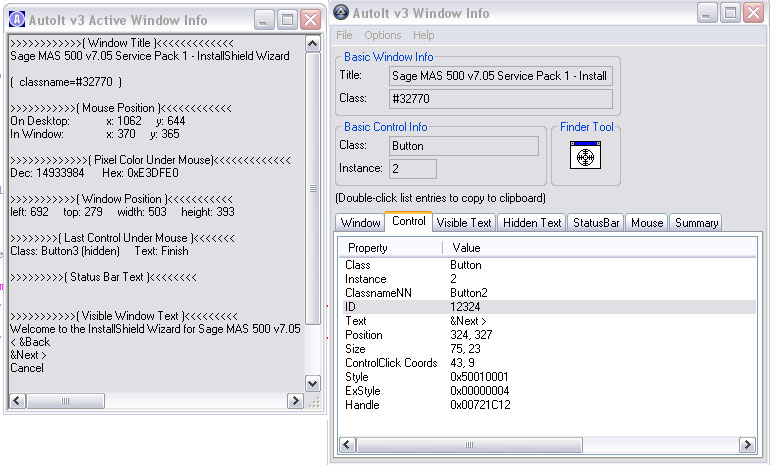 AutoIt v3 Active Window Info
>>>>>>>>>>>>( Window Title )<<<<<<<<<<<<<
Sage MAS 500 v7.05 Service Pack 1 - InstallShield Wizard
( classname=#32770 )
>>>>>>>>>>>( Mouse Position )<<<<<<<<<<<<
On Desktop: x: 1062 y: 644
In Window: x: 370 y: 365
>>>>>>>>>>>>( Pixel Color Under Mouse)<<<<<<<<<<<<<
Dec: 14933984 Hex: 0xE3DFE0
>>>>>>>>>>>( Window Position )<<<<<<<<<<<
left: 692 top: 279 width: 503 height: 393
>>>>>>>>>( Last Control Under Mouse )<<<<<<<
Class: Button3 (hidden) Text: Finish
>>>>>>>>>>( Status Bar Text )<<<<<<<<
>>>>>>>>>>( Visible Window Text )<<<<<<<<<
Welcome to the InstallShield Wizard for Sage MAS 500 v7.05
< &Back
&Next >
Cancel
AutoIt v3 Window Info
File Options Help
Basic Window Info
Title: Sage MAS 500 v7.05 Service Pack 1 - Install
Class: #32770
Basic Control Info
Class: Button
Instance: 2
Finder Tool
(Double-click list entries to copy to clipboard)
Window Control Visible Text Hidden Text StatusBar Mouse Summary
Property Value
Class Button
Instance 2
ClassnameNN Button2
ID 12324
Text &Next >
Position 324, 327
Size 75, 23
ControlClick Coords 43, 9
Style 0x50010001
ExStyle 0x00000004
Handle 0x00721C12